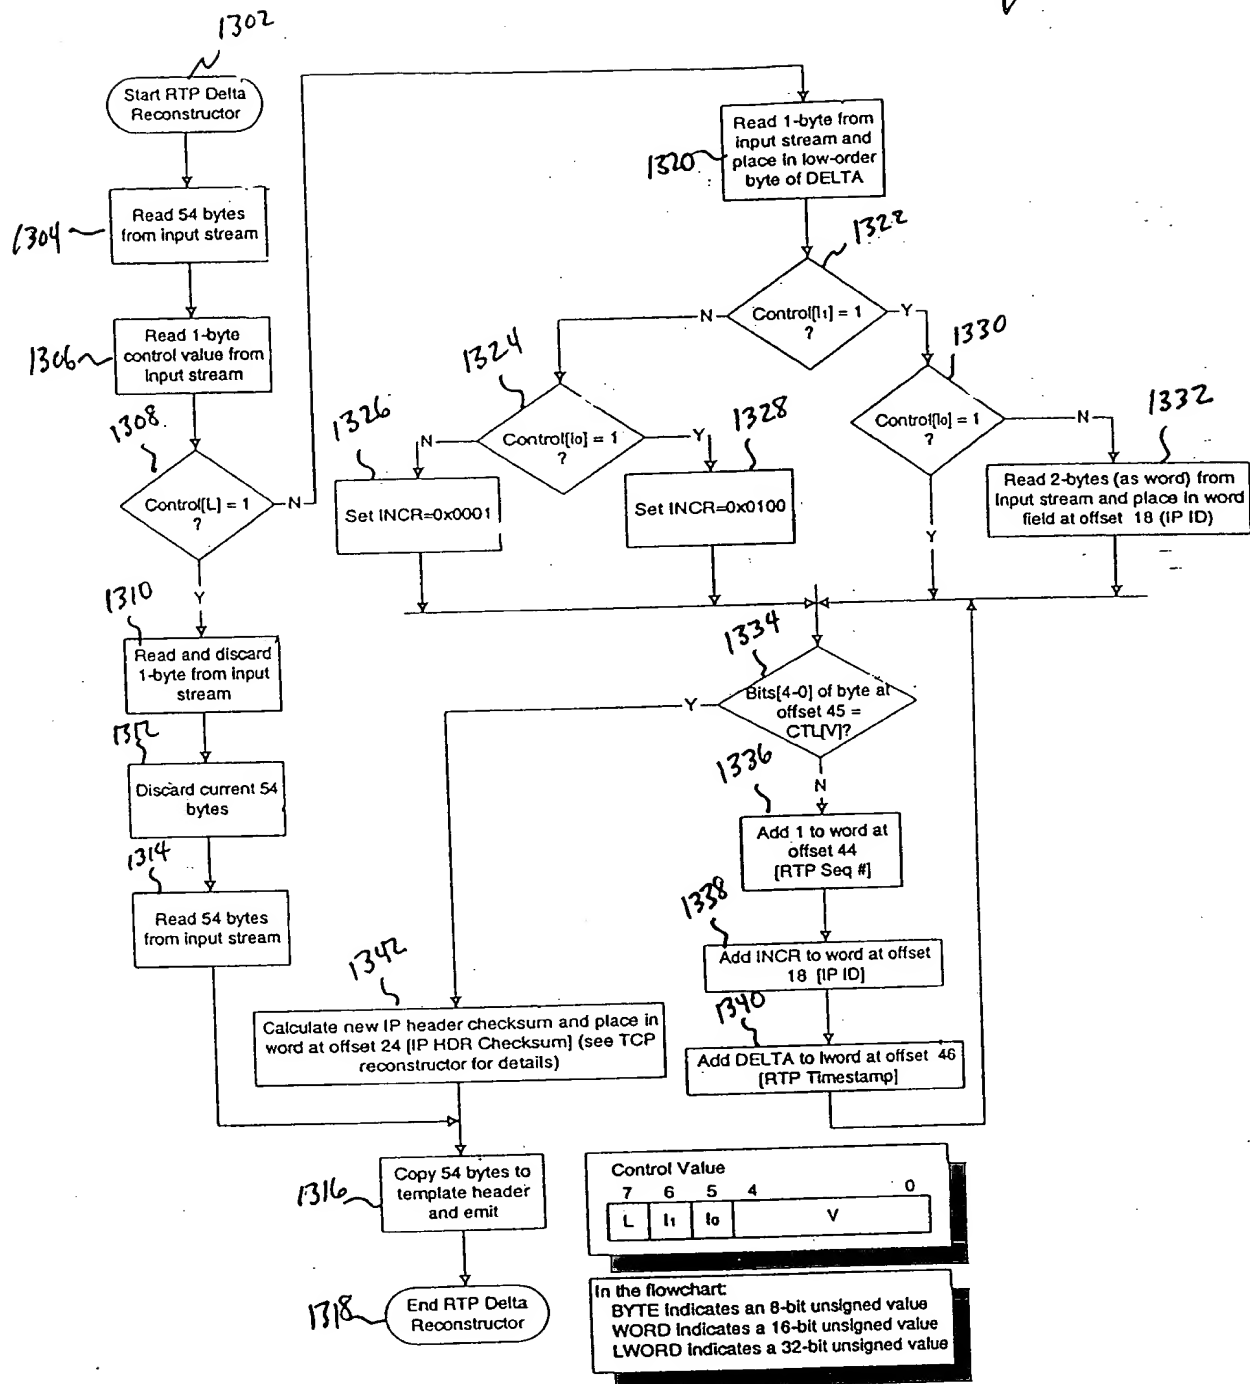 1302
Start RTP Delta
Reconstructor
1304
Read 54 bytes
from input stream
1306
Read 1-byte
control value from
input stream
1308
Control[L] = 1
?
N
Y
1310
Read and discard
1-byte from input
stream
1312
Discard current 54
bytes
1314
Read 54 bytes
from input stream
1320
Read 1-byte from
input stream and
place in low-order
byte of DELTA
1322
Control[I1] = 1
?
N
Y
1324
Control[I0] = 1
?
N
Y
1326
Set INCR=0x0001
1328
Set INCR=0x0100
1330
Control[I0] = 1
?
N
Y
1332
Read 2-bytes (as word) from
Input stream and place in word
field at offset 18 (IP ID)
1334
Bits[4-0] of byte at
offset 45 =
CTL[V]?
Y
N
1336
Add 1 to word at
offset 44
[RTP Seq #]
1338
Add INCR to word at offset
18 [IP ID]
1340
Add DELTA to lword at offset 46
[RTP Timestamp]
1342
Calculate new IP header checksum and place in
word at offset 24 [IP HDR Checksum] (see TCP
reconstructor for details)
1316
Copy 54 bytes to
template header
and emit
1318
End RTP Delta
Reconstructor
Control Value
7 6 5 4 0
L I1 I0 V
In the flowchart:
BYTE indicates an 8-bit unsigned value
WORD indicates a 16-bit unsigned value
LWORD indicates a 32-bit unsigned value